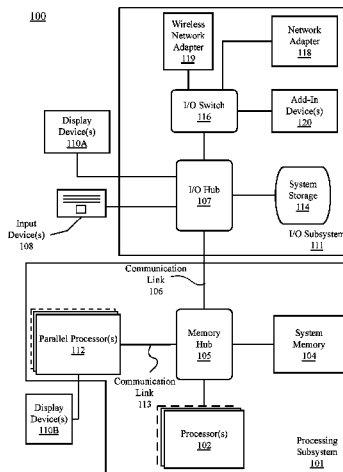 100
Wireless
Network
Adapter
119
Network
Adapter
118
I/O Switch
116
Add-In
Device(s)
120
Display
Device(s)
110A
I/O Hub
107
System
Storage
114
Input
Device(s)
108
I/O Subsystem
111
Communication
Link
106
Parallel Processor(s)
112
Memory
Hub
105
System
Memory
104
Communication
Link
113
Display
Device(s)
110B
Processor(s)
102
Processing
Subsystem
101